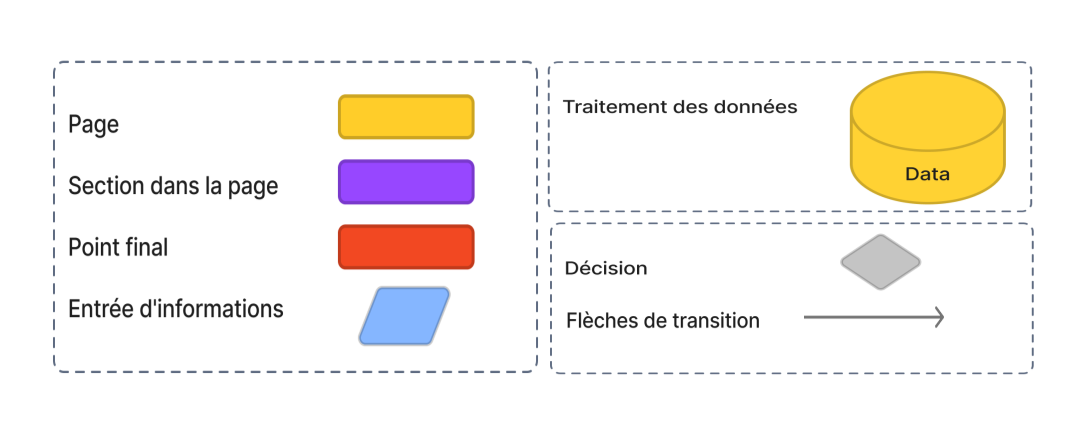 Page
Section dans la page
Point final
Entrée d'informations
Traitement des données
Data
Décision
Flèches de transition